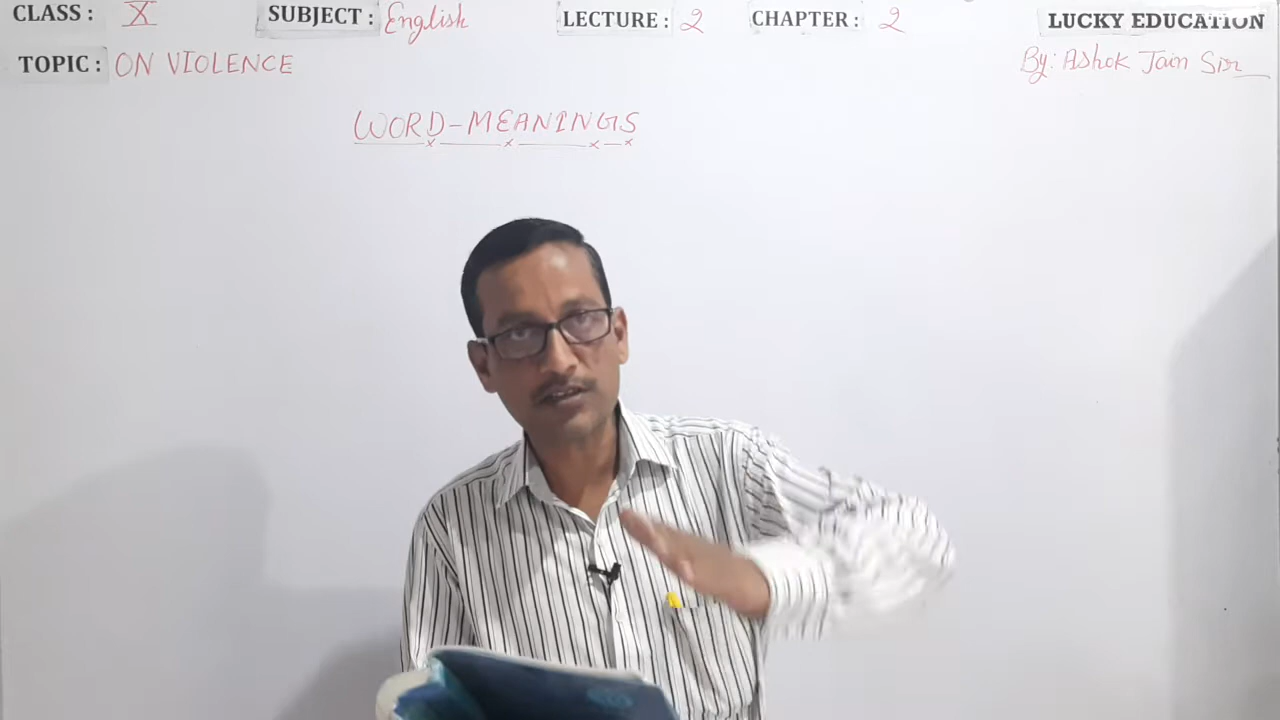 CLASS : X SUBJECT : English LECTURE : 2 CHAPTER : 2 LUCKY EDUCATION
TOPIC : ON VIOLENCE By: Ashok Jain Sir
WORD-MEANINGS